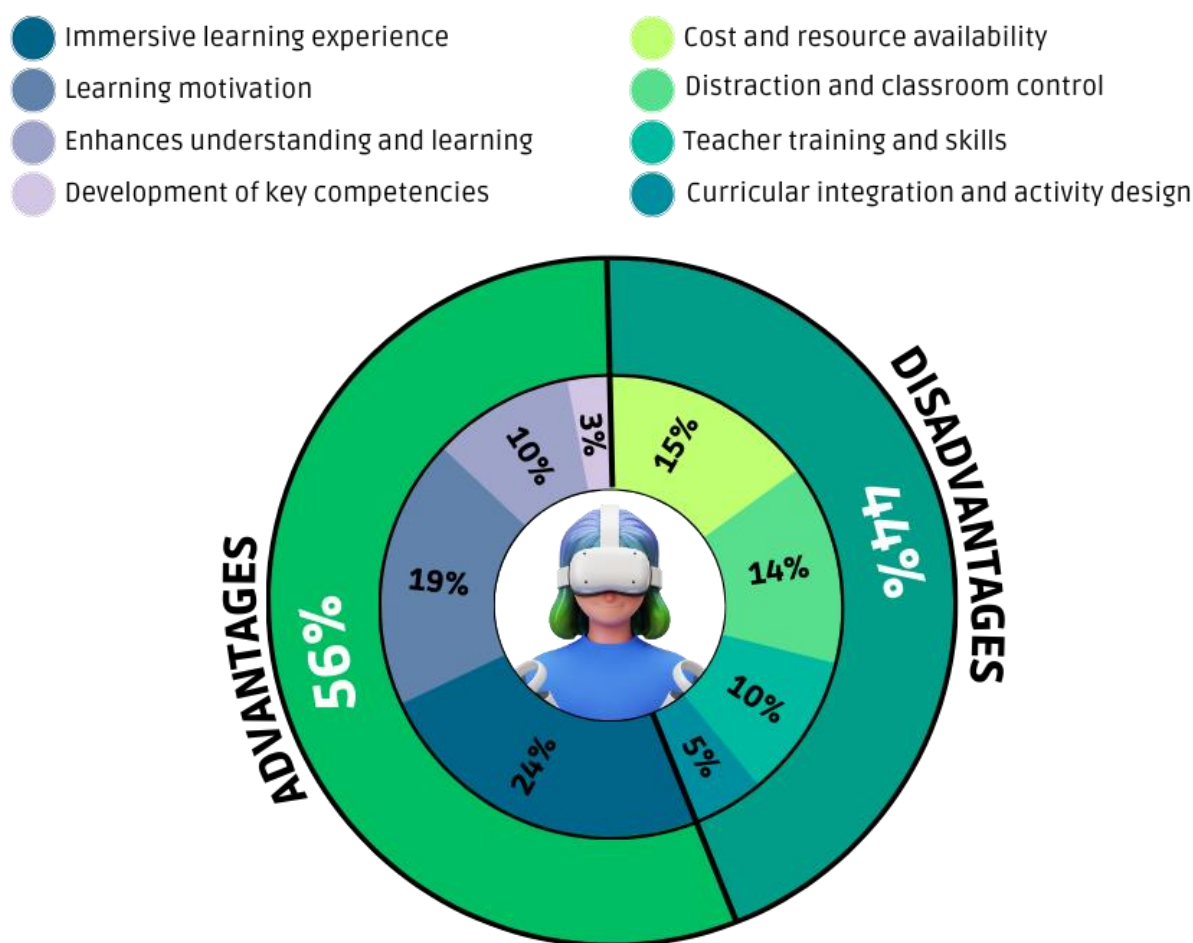 Immersive learning experience
Learning motivation
Enhances understanding and learning
Development of key competencies
Cost and resource availability
Distraction and classroom control
Teacher training and skills
Curricular integration and activity design
ADVANTAGES
56%
DISADVANTAGES
44%
3%
10%
19%
24%
15%
14%
10%
5%